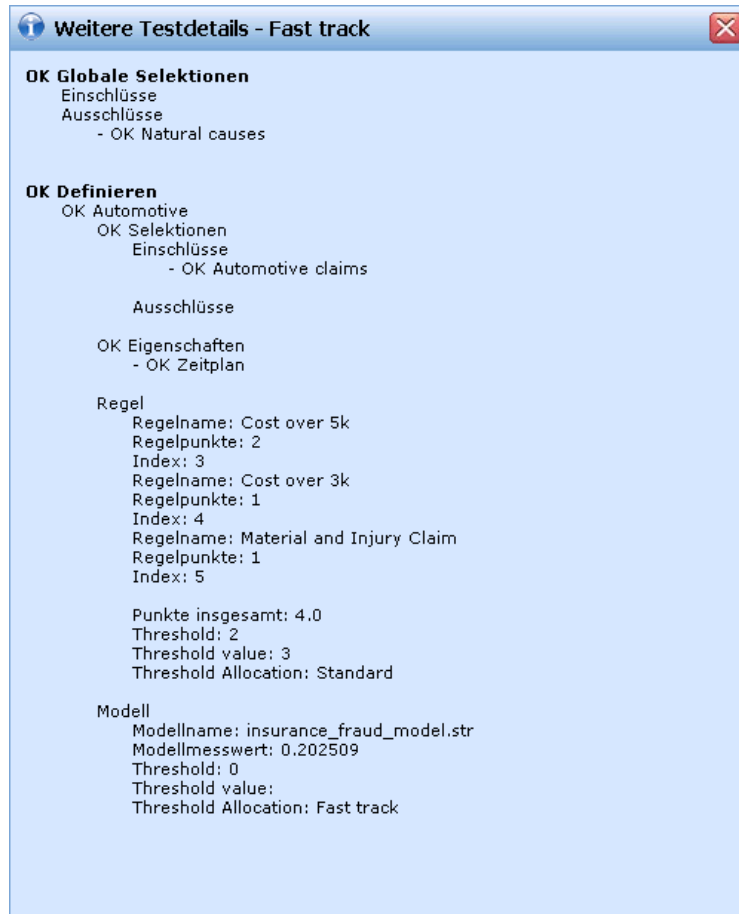 Weitere Testdetails - Fast track
OK Globale Selektionen
Einschlüsse
Ausschlüsse
- OK Natural causes
OK Definieren
OK Automotive
OK Selektionen
Einschlüsse
- OK Automotive claims
Ausschlüsse
OK Eigenschaften
- OK Zeitplan
Regel
Regelname: Cost over 5k
Regelpunkte: 2
Index: 3
Regelname: Cost over 3k
Regelpunkte: 1
Index: 4
Regelname: Material and Injury Claim
Regelpunkte: 1
Index: 5
Punkte insgesamt: 4.0
Threshold: 2
Threshold value: 3
Threshold Allocation: Standard
Modell
Modellname: insurance_fraud_model.str
Modellmesswert: 0.202509
Threshold: 0
Threshold value:
Threshold Allocation: Fast track